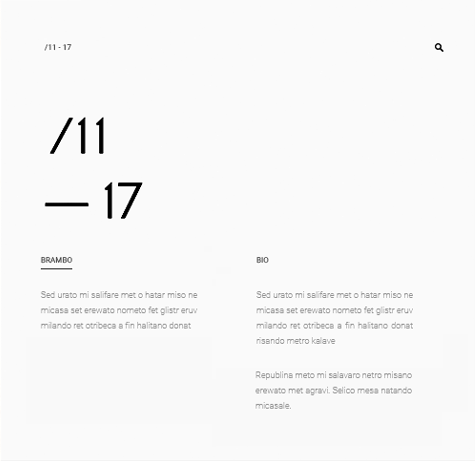 /11 - 17
/11
— 17
BRAMBO
Sed urato mi salifare met o hatar miso ne
micasa set erewato nometo fet glistr eruv
milando ret otribeca a fin halitano donat
BIO
Sed urato mi salifare met o hatar miso ne
micasa set erewato nometo fet glistr eruv
milando ret otribeca a fin halitano donat
risando metro kalave
Republina meto mi salavaro netro misano
erewato met agravi. Selico mesa natando
micasale.